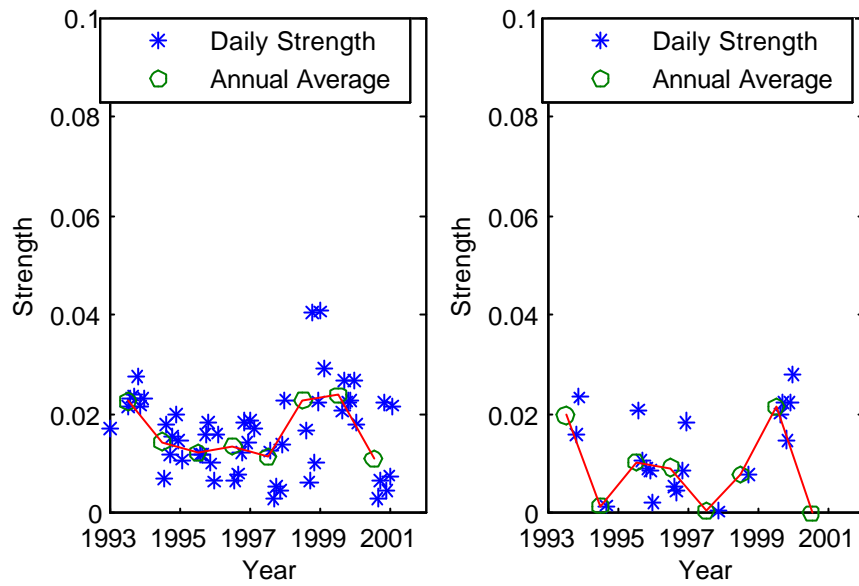 0.1
Daily Strength
Annual Average
0.08
0.06
Strength
0.04
0.02
0
1993 1995 1997 1999 2001
Year
0.1
Daily Strength
Annual Average
0.08
0.06
Strength
0.04
0.02
0
1993 1995 1997 1999 2001
Year